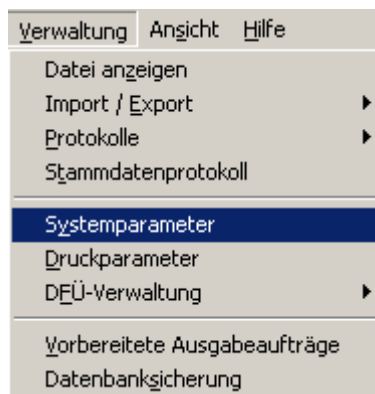 Verwaltung Ansicht Hilfe
Datei anzeigen
Import / Export
Protokolle
Stammdatenprotokoll
Systemparameter
Druckparameter
DFÜ-Verwaltung
Vorbereitete Ausgabeaufträge
Datenbanksicherung